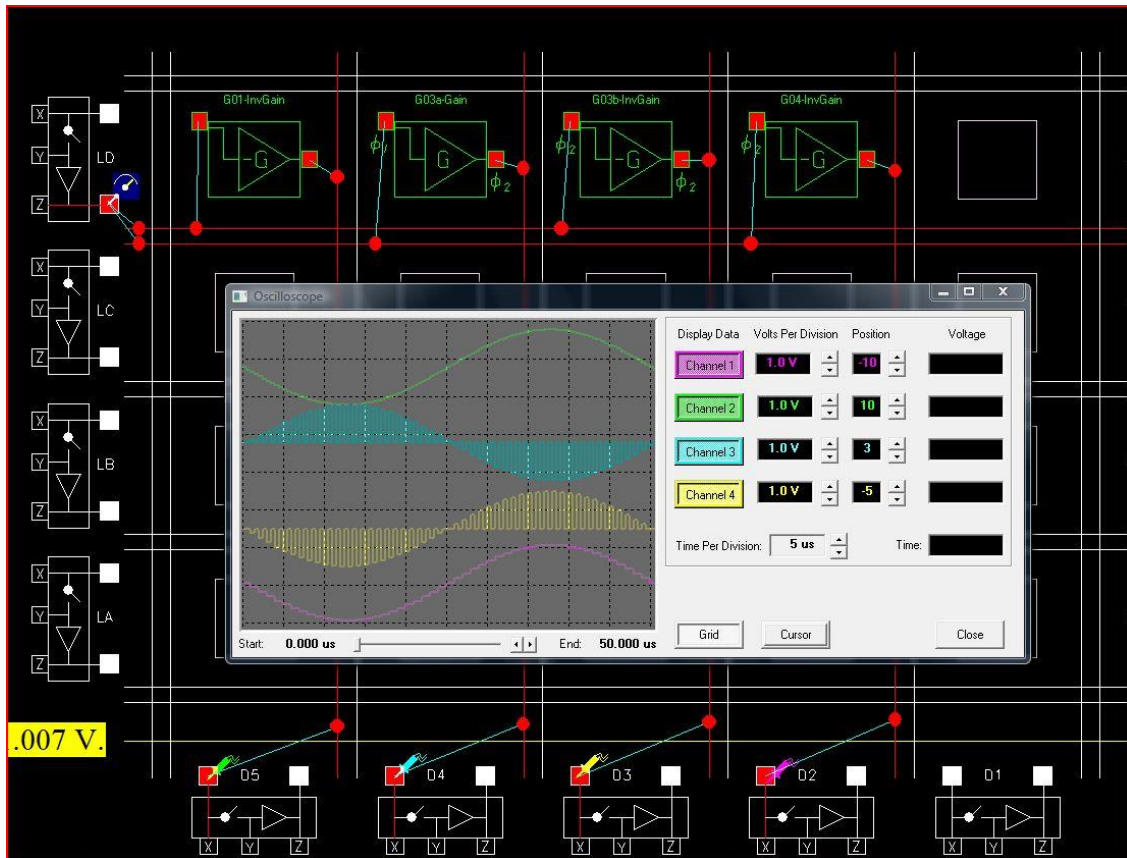 G01-InvGain G03a-Gain G03b-InvGain G04-InvGain
X
Y LD
Z
-G -G -G -G
ϕ1 ϕ2 ϕ2 ϕ2 ϕ2
X
Y LC
Z
X
Y LB
Z
X
Y LA
Z
Oscilloscope
Display Data Volts Per Division Position Voltage
Channel 1 1.0 V -10
Channel 2 1.0 V 10
Channel 3 1.0 V 3
Channel 4 1.0 V -5
Time Per Division: 5 us Time:
Start: 0.000 us End: 50.000 us
Grid Cursor Close
.007 V.
D5 D4 D3 D2 D1
X Y Z X Y Z X Y Z X Y Z X Y Z